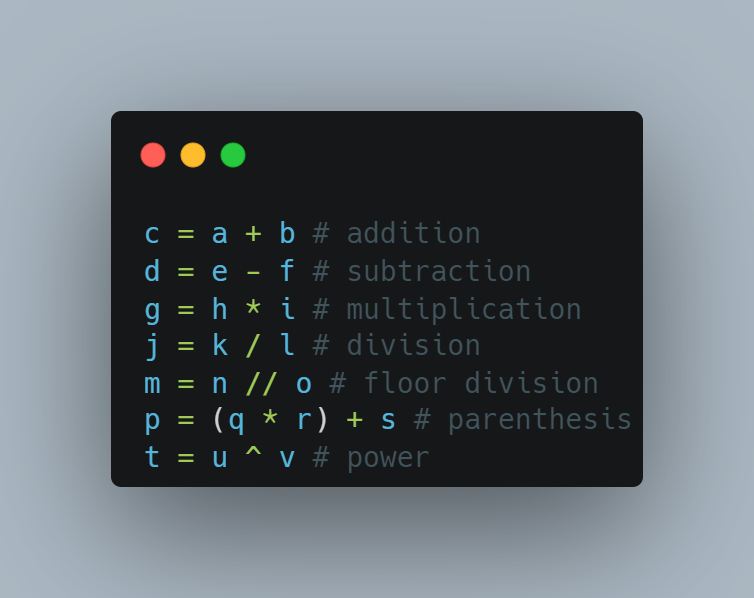 c = a + b # addition
d = e - f # subtraction
g = h * i # multiplication
j = k / l # division
m = n // o # floor division
p = (q * r) + s # parenthesis
t = u ^ v # power